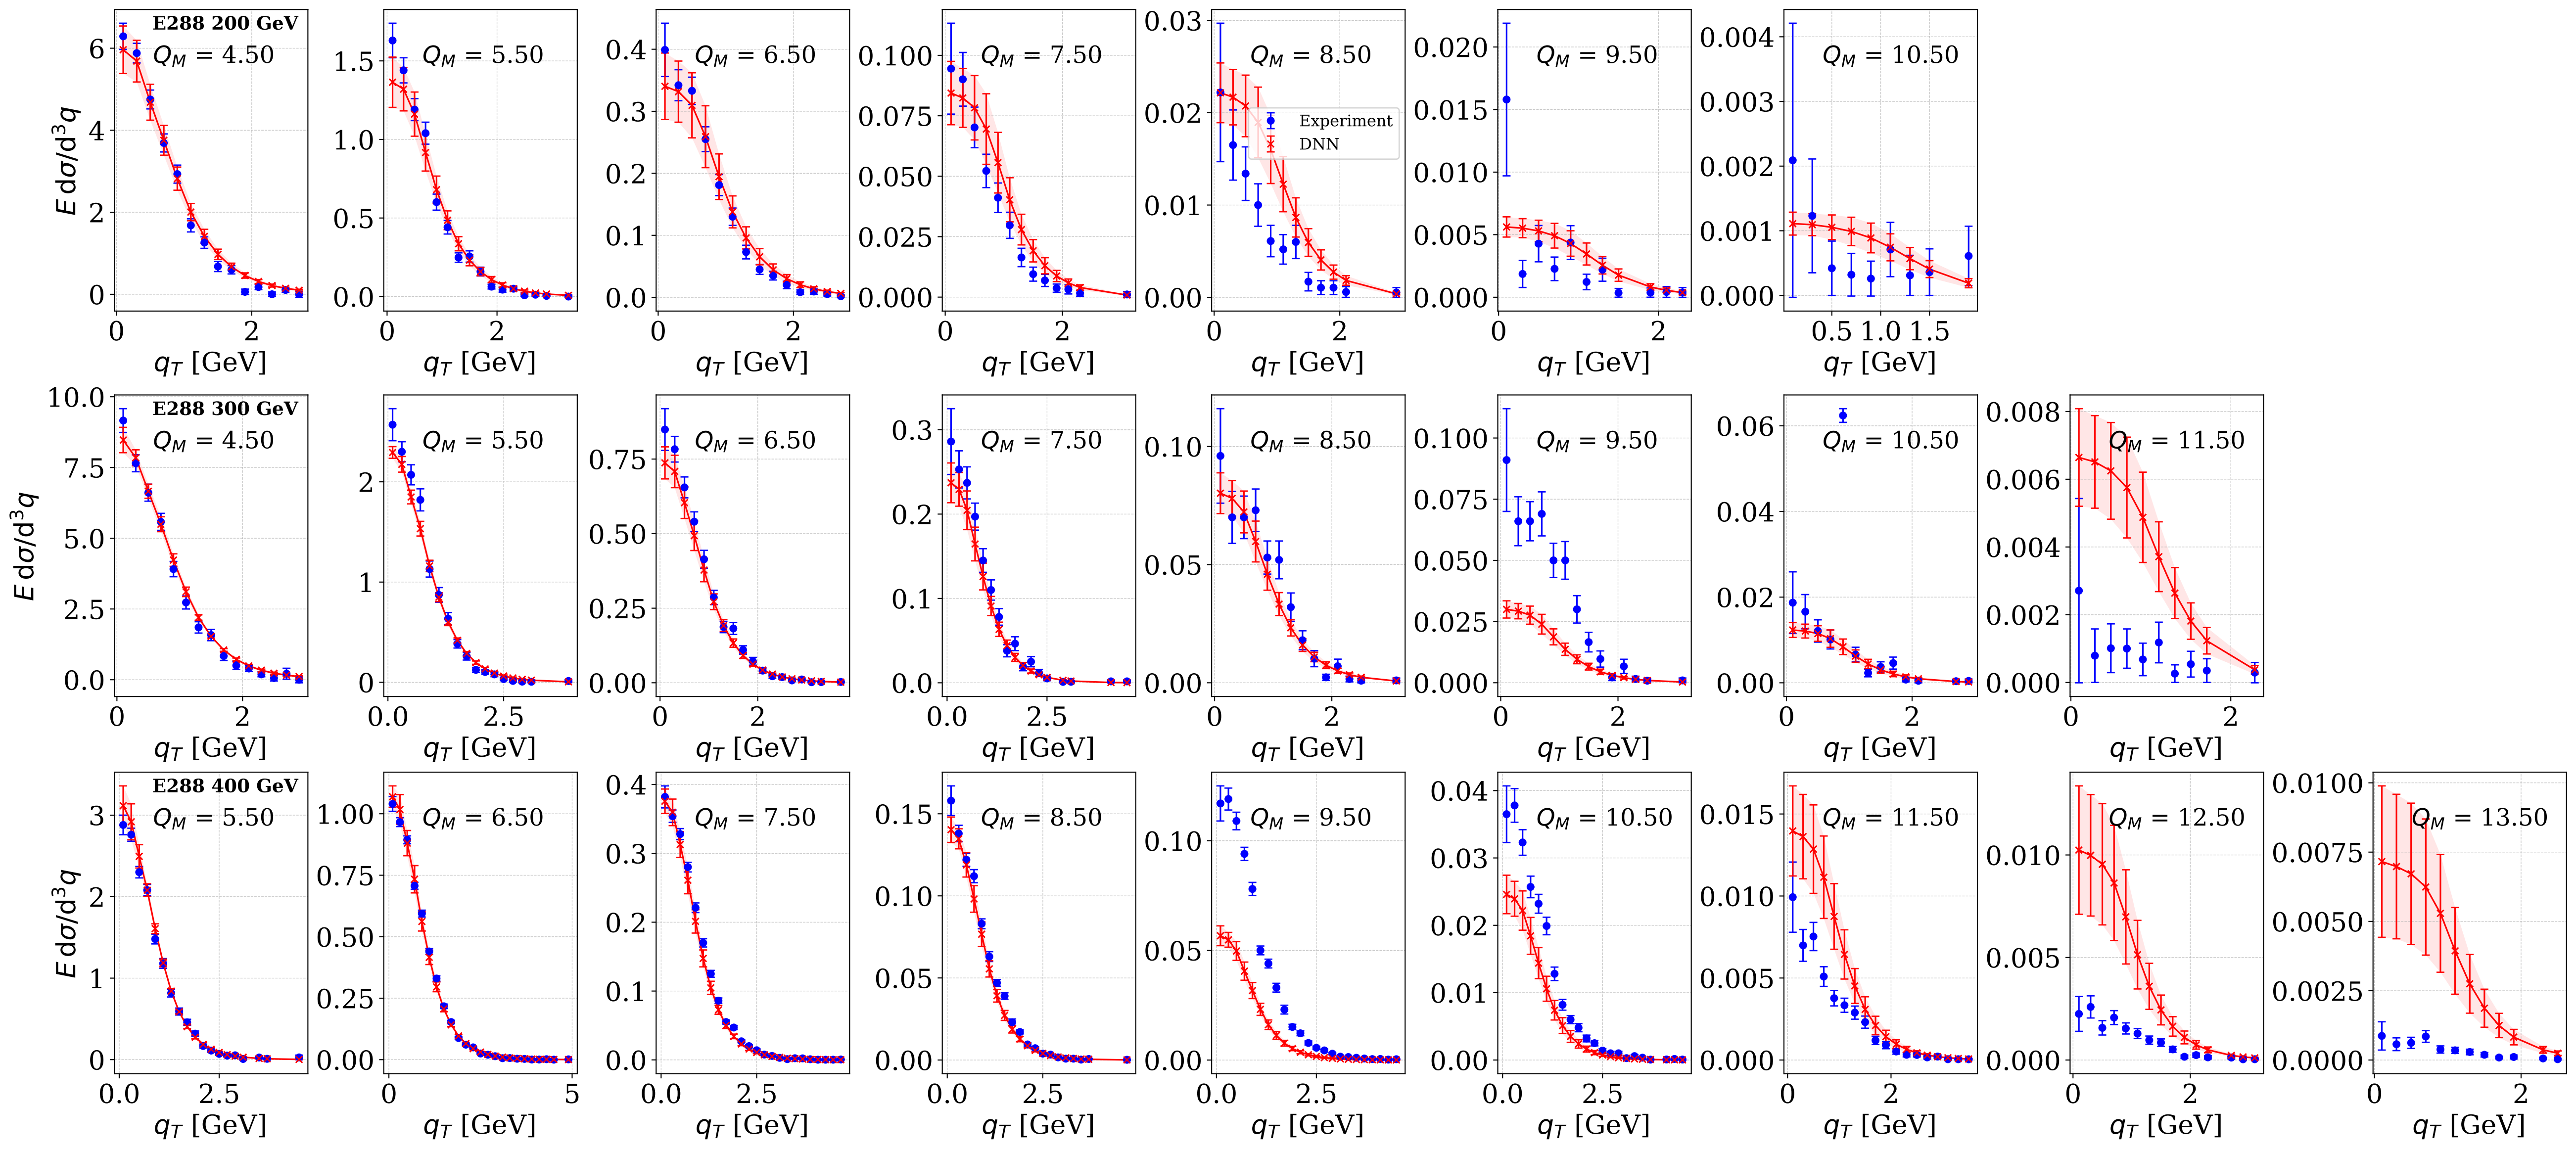 E288 200 GeV
E dσ/d³q
Q_M = 4.50
6
4
2
0
0 2
q_T [GeV]
Q_M = 5.50
1.5
1.0
0.5
0.0
0 2
q_T [GeV]
Q_M = 6.50
0.4
0.3
0.2
0.1
0.0
0 2
q_T [GeV]
Q_M = 7.50
0.100
0.075
0.050
0.025
0.000
0 2
q_T [GeV]
Q_M = 8.50
0.03
0.02
0.01
0.00
Experiment
DNN
0 2
q_T [GeV]
Q_M = 9.50
0.020
0.015
0.010
0.005
0.000
0 2
q_T [GeV]
Q_M = 10.50
0.004
0.003
0.002
0.001
0.000
0.5 1.0 1.5
q_T [GeV]
E288 300 GeV
E dσ/d³q
Q_M = 4.50
10.0
7.5
5.0
2.5
0.0
0 2
q_T [GeV]
Q_M = 5.50
2
1
0
0.0 2.5
q_T [GeV]
Q_M = 6.50
0.75
0.50
0.25
0.00
0 2
q_T [GeV]
Q_M = 7.50
0.3
0.2
0.1
0.0
0.0 2.5
q_T [GeV]
Q_M = 8.50
0.10
0.05
0.00
0 2
q_T [GeV]
Q_M = 9.50
0.100
0.075
0.050
0.025
0.000
0 2
q_T [GeV]
Q_M = 10.50
0.06
0.04
0.02
0.00
0 2
q_T [GeV]
Q_M = 11.50
0.008
0.006
0.004
0.002
0.000
0 2
q_T [GeV]
E288 400 GeV
E dσ/d³q
Q_M = 5.50
3
2
1
0
0.0 2.5
q_T [GeV]
Q_M = 6.50
1.00
0.75
0.50
0.25
0.00
0 5
q_T [GeV]
Q_M = 7.50
0.4
0.3
0.2
0.1
0.0
0.0 2.5
q_T [GeV]
Q_M = 8.50
0.15
0.10
0.05
0.00
0.0 2.5
q_T [GeV]
Q_M = 9.50
0.10
0.05
0.00
0.0 2.5
q_T [GeV]
Q_M = 10.50
0.04
0.03
0.02
0.01
0.00
0.0 2.5
q_T [GeV]
Q_M = 11.50
0.015
0.010
0.005
0.000
0 2
q_T [GeV]
Q_M = 12.50
0.010
0.005
0.000
0 2
q_T [GeV]
Q_M = 13.50
0.0100
0.0075
0.0050
0.0025
0.0000
0 2
q_T [GeV]